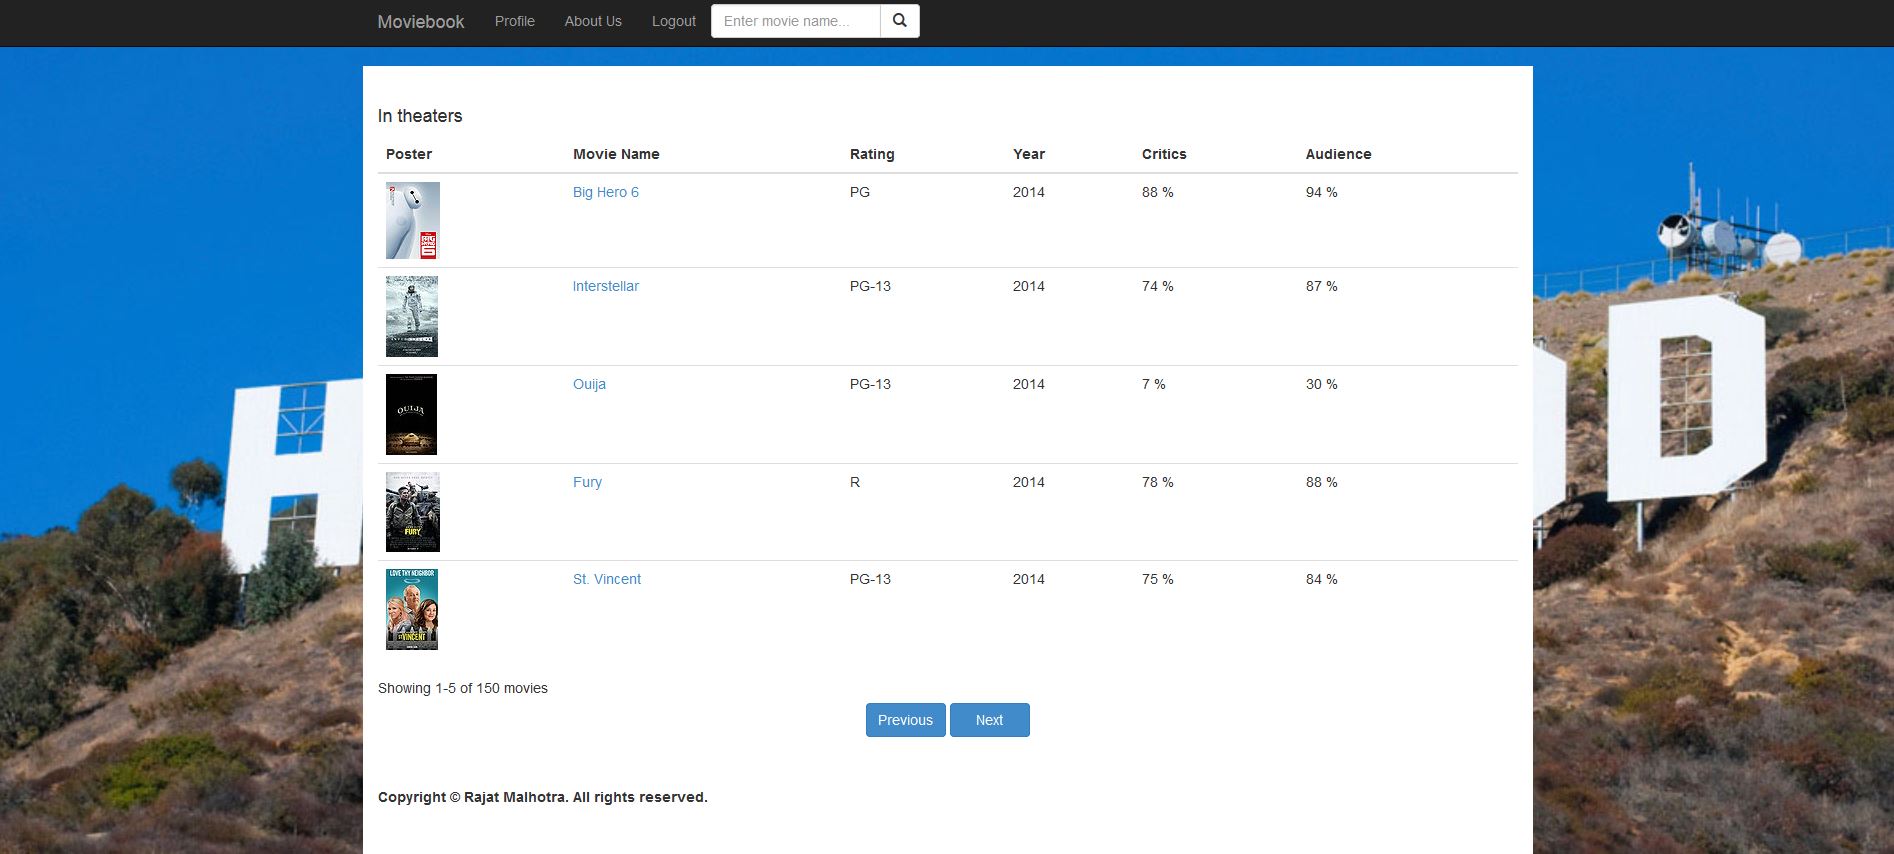 Moviebook Profile About Us Logout Enter movie name...
In theaters
Poster Movie Name Rating Year Critics Audience
Big Hero 6 PG 2014 88 % 94 %
Interstellar PG-13 2014 74 % 87 %
OUIJA
Ouija PG-13 2014 7 % 30 %
FURY
Fury R 2014 78 % 88 %
LOVE THY NEIGHBOR
ST. VINCENT
St. Vincent PG-13 2014 75 % 84 %
Showing 1-5 of 150 movies
Previous Next
Copyright © Rajat Malhotra. All rights reserved.
H D